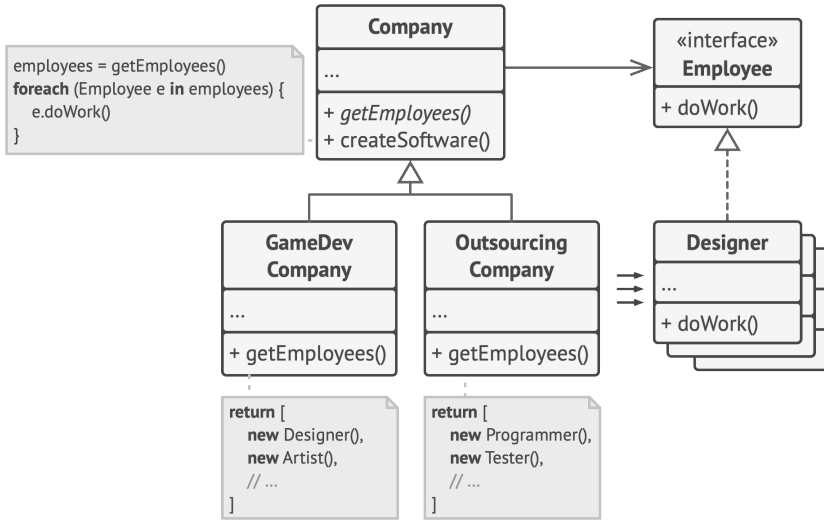 Company
...
+ getEmployees()
+ createSoftware()
employees = getEmployees()
foreach (Employee e in employees) {
e.doWork()
}
«interface»
Employee
+ doWork()
GameDev
Company
...
+ getEmployees()
Outsourcing
Company
...
+ getEmployees()
Designer
...
+ doWork()
return [
new Designer(),
new Artist(),
// ...
]
return [
new Programmer(),
new Tester(),
// ...
]